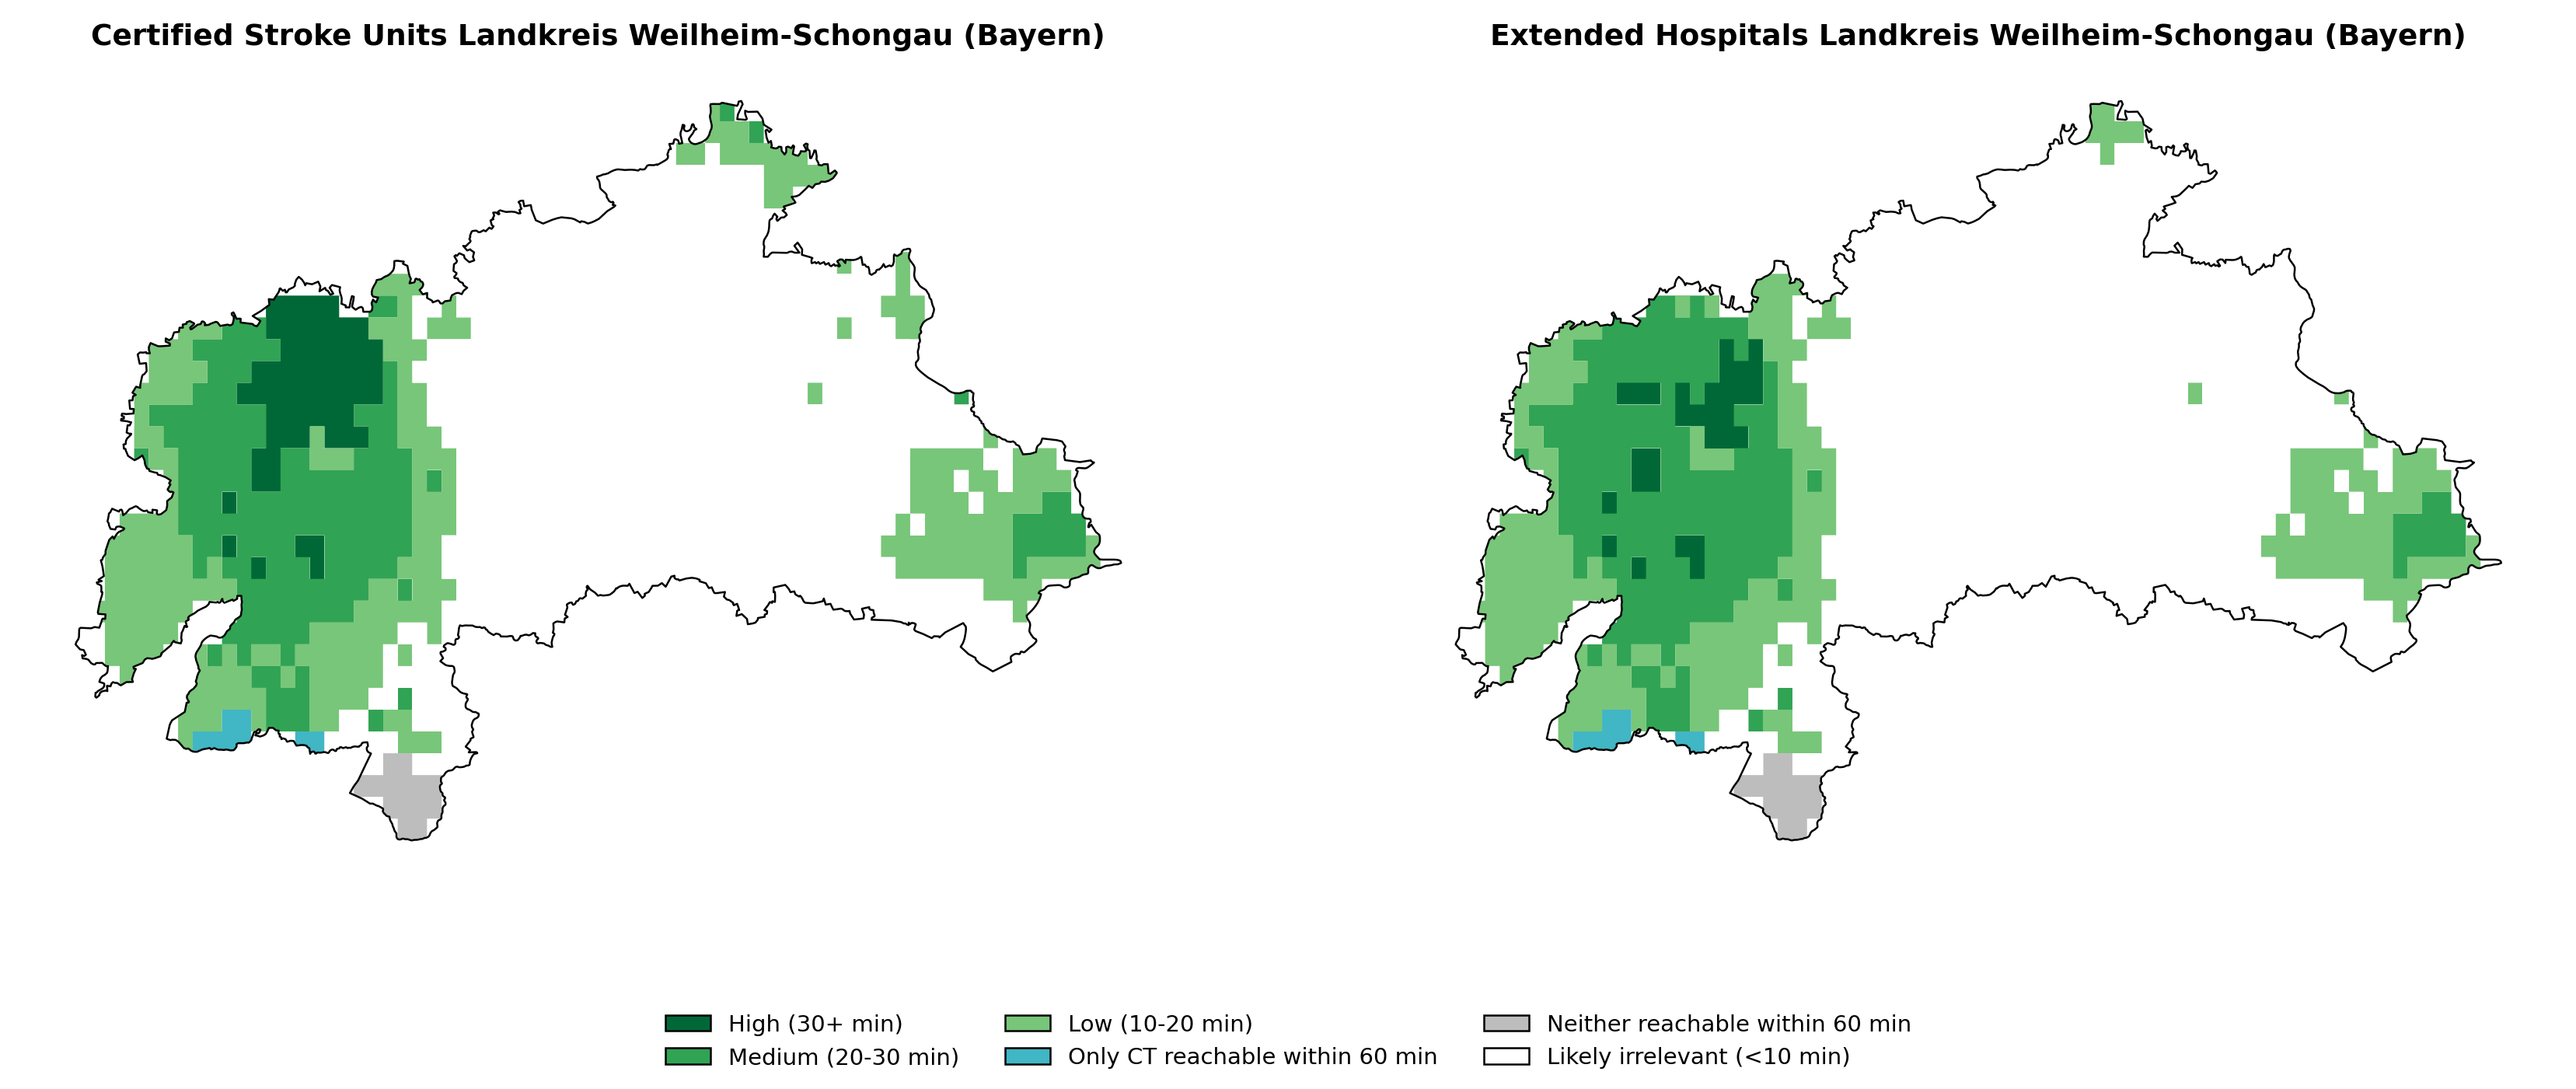 Certified Stroke Units Landkreis Weilheim-Schongau (Bayern)
Extended Hospitals Landkreis Weilheim-Schongau (Bayern)
High (30+ min)
Medium (20-30 min)
Low (10-20 min)
Only CT reachable within 60 min
Neither reachable within 60 min
Likely irrelevant (<10 min)